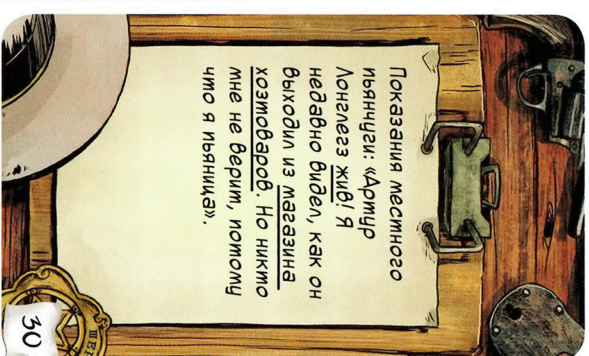 Показания местного
пьянчуги: «Артур
Лонглегз жив! Я
недавно видел, как он
выходил из магазина
хозтоваров. Но никто
мне не верит, потому
что я пьяница».
30